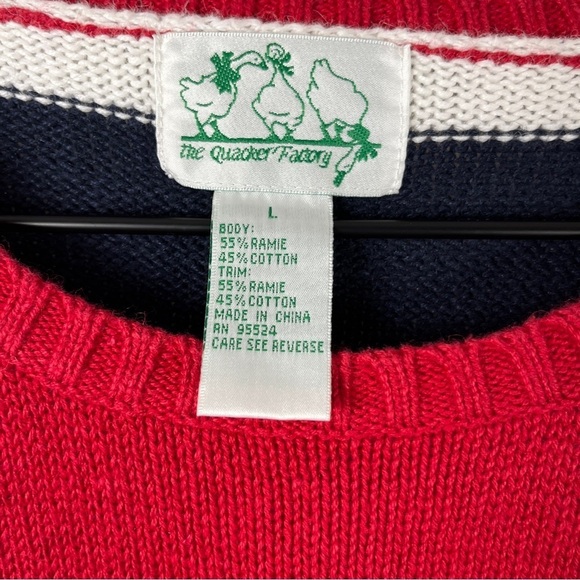 the Quacker Factory
L
BODY:
55% RAMIE
45% COTTON
TRIM:
55% RAMIE
45% COTTON
MADE IN CHINA
RN 95524
CARE SEE REVERSE